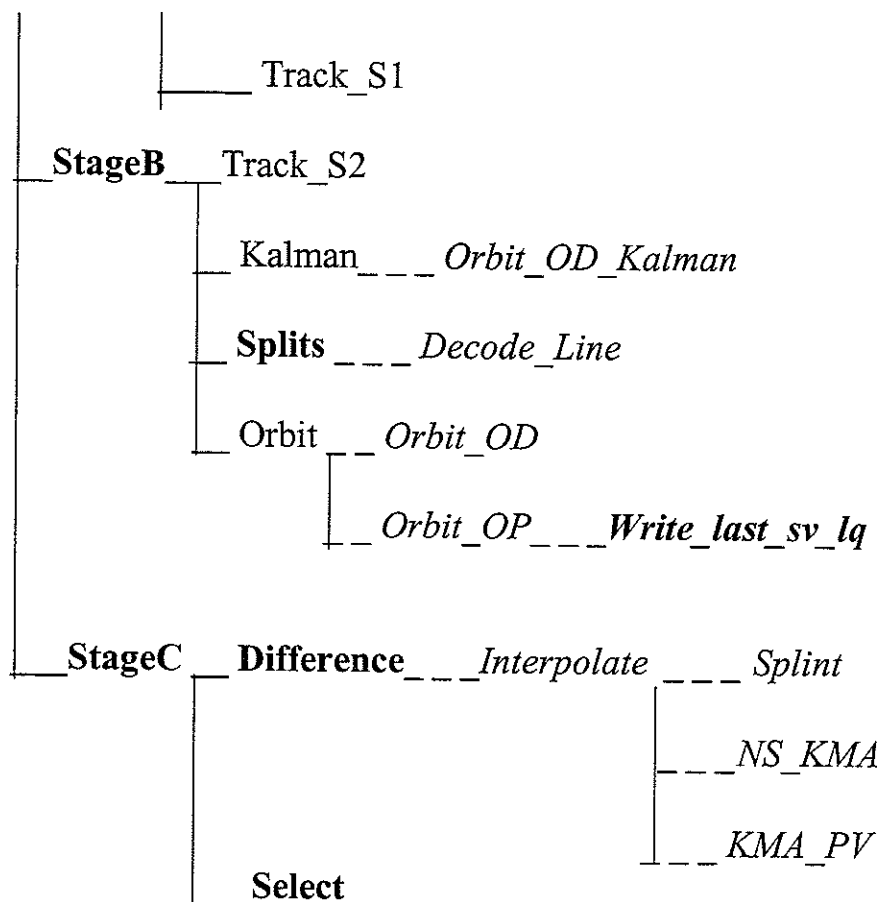 Track_S1
StageB Track_S2
Kalman Orbit_OD_Kalman
Splits Decode_Line
Orbit Orbit_OD
Orbit_OP Write_last_sv_lq
StageC Difference Interpolate Splint
NS_KMA
KMA_PV
Select